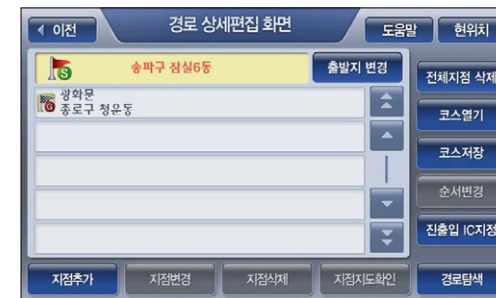 이전
경로 상세편집 화면
도움말
현위치
S
송파구 잠실6동
출발지 변경
전체지점 삭제
G
광화문
종로구 청운동
코스열기
코스저장
순서변경
진출입 IC지정
지점추가
지점변경
지점삭제
지점지도확인
경로탐색